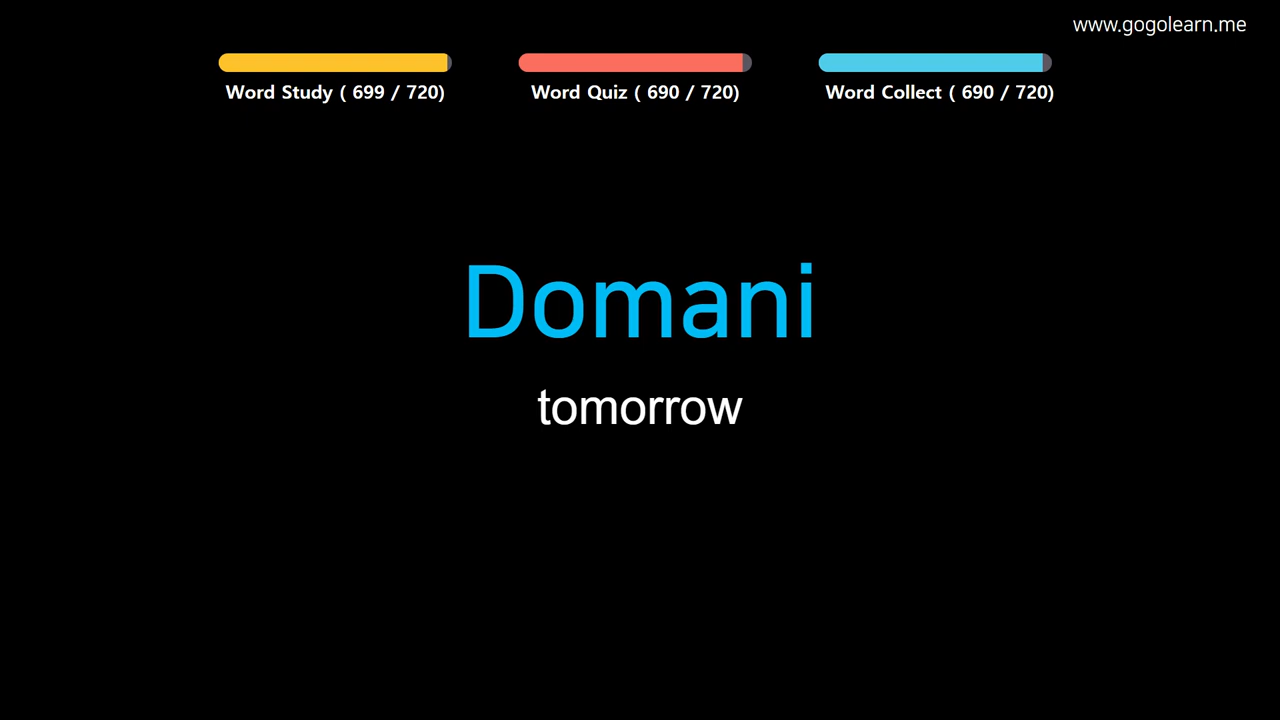 www.gogolearn.me
Word Study ( 699 / 720)
Word Quiz ( 690 / 720)
Word Collect ( 690 / 720)
Domani
tomorrow